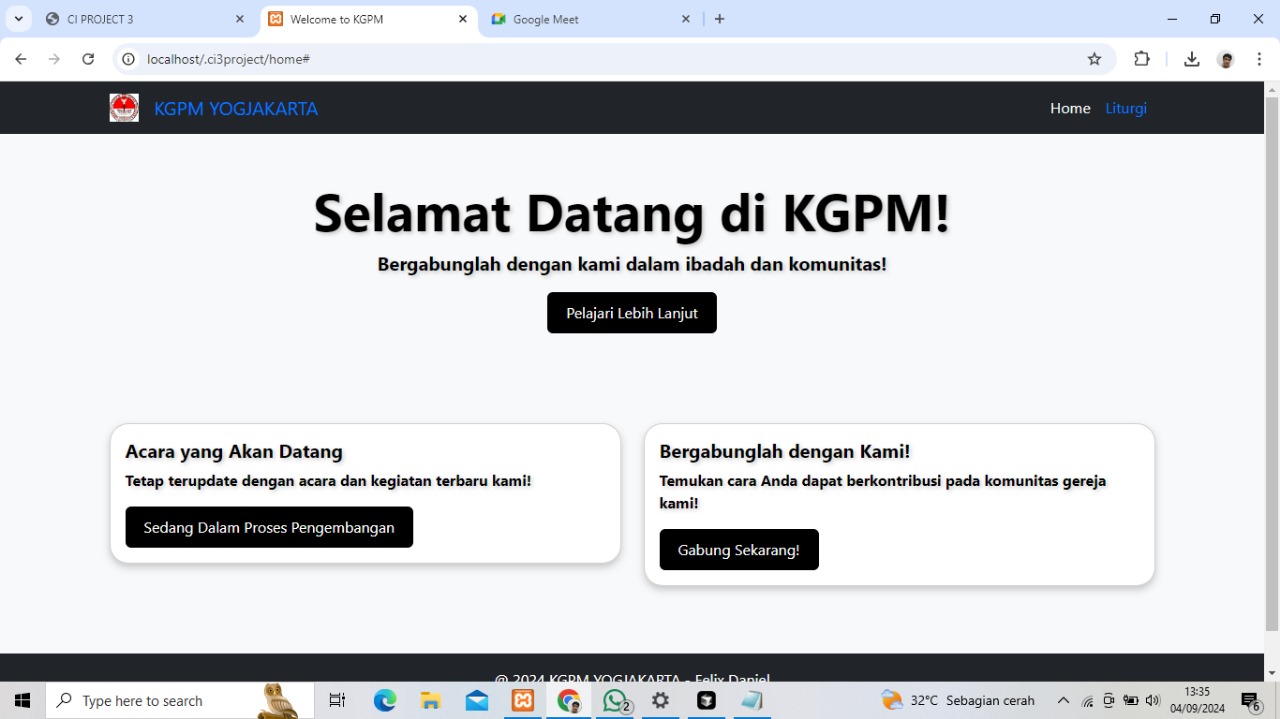 CI PROJECT 3
Welcome to KGPM
Google Meet
localhost/.ci3project/home#
KGPM YOGJAKARTA
Home
Liturgi
Selamat Datang di KGPM!
Bergabunglah dengan kami dalam ibadah dan komunitas!
Pelajari Lebih Lanjut
Acara yang Akan Datang
Tetap terupdate dengan acara dan kegiatan terbaru kami!
Sedang Dalam Proses Pengembangan
Bergabunglah dengan Kami!
Temukan cara Anda dapat berkontribusi pada komunitas gereja
kami!
Gabung Sekarang!
© 2024 KGPM YOGJAKARTA - Felix Daniel
Type here to search
2
32°C Sebagian cerah
13:35
04/09/2024
6